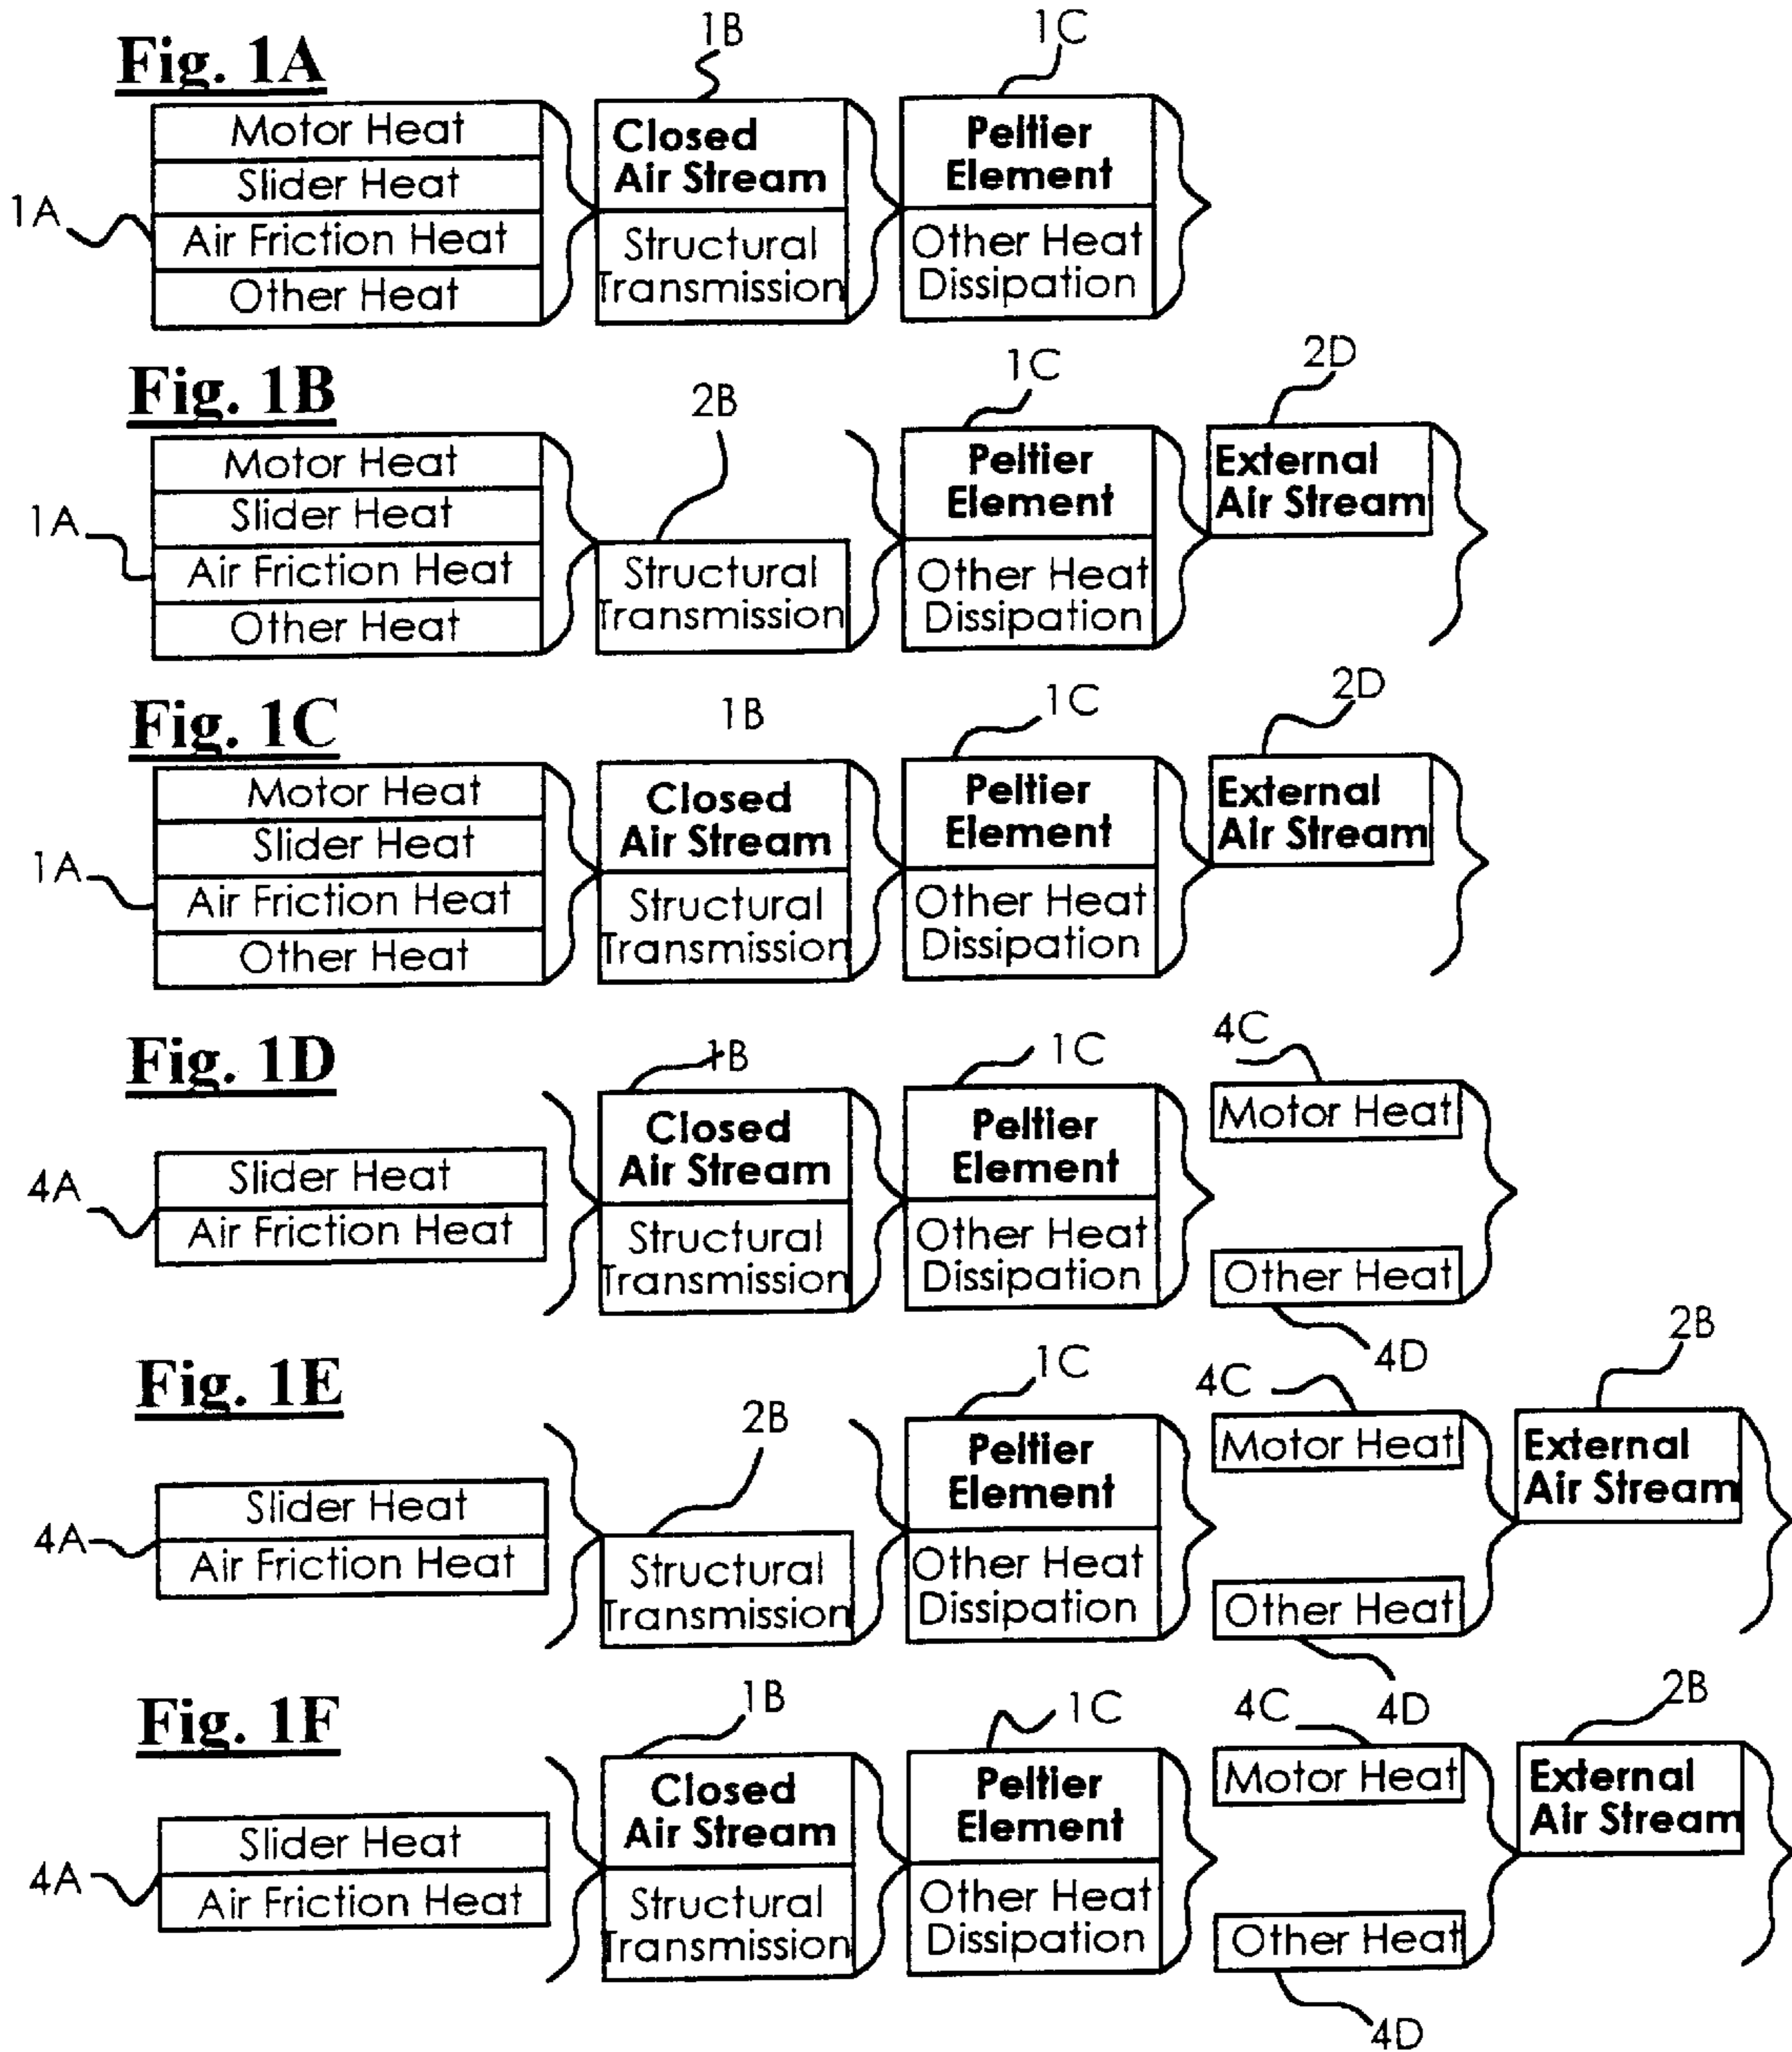 Fig. 1A
1B
1C
Motor Heat
Slider Heat
Air Friction Heat
Other Heat
1A
Closed
Air Stream
Structural
Transmission
Peltier
Element
Other Heat
Dissipation
Fig. 1B
2B
1C
2D
Motor Heat
Slider Heat
Air Friction Heat
Other Heat
1A
Structural
Transmission
Peltier
Element
Other Heat
Dissipation
External
Air Stream
Fig. 1C
1B
1C
2D
Motor Heat
Slider Heat
Air Friction Heat
Other Heat
1A
Closed
Air Stream
Structural
Transmission
Peltier
Element
Other Heat
Dissipation
External
Air Stream
Fig. 1D
1B
1C
4C
4A
Slider Heat
Air Friction Heat
Closed
Air Stream
Structural
Transmission
Peltier
Element
Other Heat
Dissipation
Motor Heat
Other Heat
4D
Fig. 1E
2B
1C
4C
2B
4A
Slider Heat
Air Friction Heat
Structural
Transmission
Peltier
Element
Other Heat
Dissipation
Motor Heat
Other Heat
4D
External
Air Stream
Fig. 1F
1B
1C
4C
2B
4A
Slider Heat
Air Friction Heat
Closed
Air Stream
Structural
Transmission
Peltier
Element
Other Heat
Dissipation
Motor Heat
Other Heat
4D
External
Air Stream